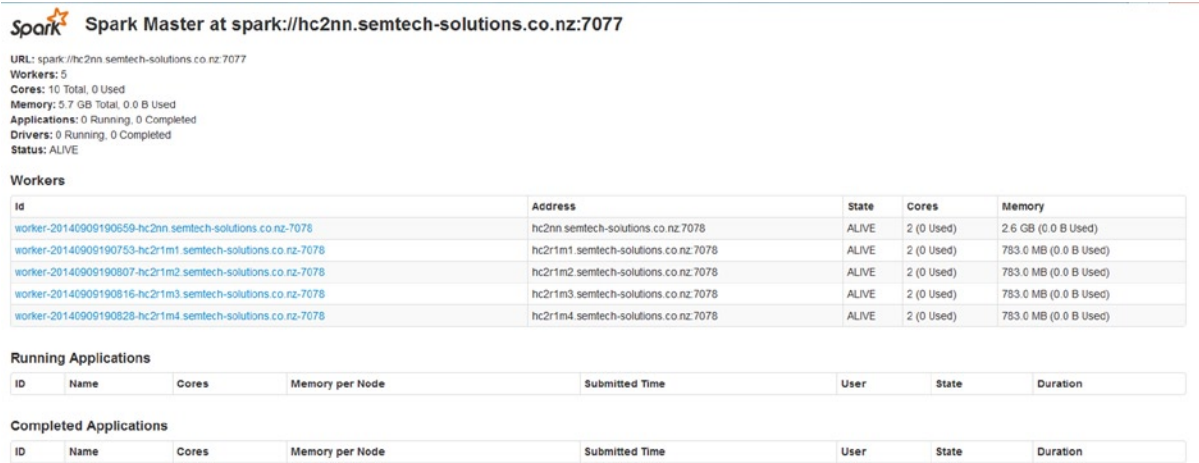 Spark Spark Master at spark://hc2nn.semtech-solutions.co.nz:7077
URL: spark://hc2nn.semtech-solutions.co.nz:7077
Workers: 5
Cores: 10 Total, 0 Used
Memory: 5.7 GB Total, 0.0 B Used
Applications: 0 Running, 0 Completed
Drivers: 0 Running, 0 Completed
Status: ALIVE
Workers
Id Address State Cores Memory
worker-20140909190659-hc2nn.semtech-solutions.co.nz-7078 hc2nn.semtech-solutions.co.nz:7078 ALIVE 2 (0 Used) 2.6 GB (0.0 B Used)
worker-20140909190753-hc2r1m1.semtech-solutions.co.nz-7078 hc2r1m1.semtech-solutions.co.nz:7078 ALIVE 2 (0 Used) 783.0 MB (0.0 B Used)
worker-20140909190807-hc2r1m2.semtech-solutions.co.nz-7078 hc2r1m2.semtech-solutions.co.nz:7078 ALIVE 2 (0 Used) 783.0 MB (0.0 B Used)
worker-20140909190816-hc2r1m3.semtech-solutions.co.nz-7078 hc2r1m3.semtech-solutions.co.nz:7078 ALIVE 2 (0 Used) 783.0 MB (0.0 B Used)
worker-20140909190828-hc2r1m4.semtech-solutions.co.nz-7078 hc2r1m4.semtech-solutions.co.nz:7078 ALIVE 2 (0 Used) 783.0 MB (0.0 B Used)
Running Applications
ID Name Cores Memory per Node Submitted Time User State Duration
Completed Applications
ID Name Cores Memory per Node Submitted Time User State Duration